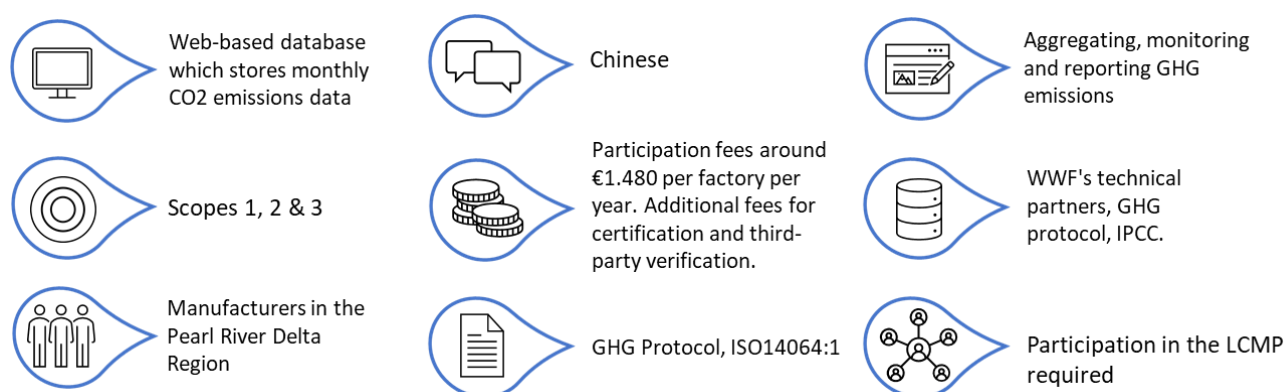 Web-based database
which stores monthly
CO2 emissions data
Chinese
Aggregating, monitoring
and reporting GHG
emissions
Scopes 1, 2 & 3
Participation fees around
€1.480 per factory per
year. Additional fees for
certification and third-
party verification.
WWF's technical
partners, GHG
protocol, IPCC.
Manufacturers in the
Pearl River Delta
Region
GHG Protocol, ISO14064:1
Participation in the LCMP
required